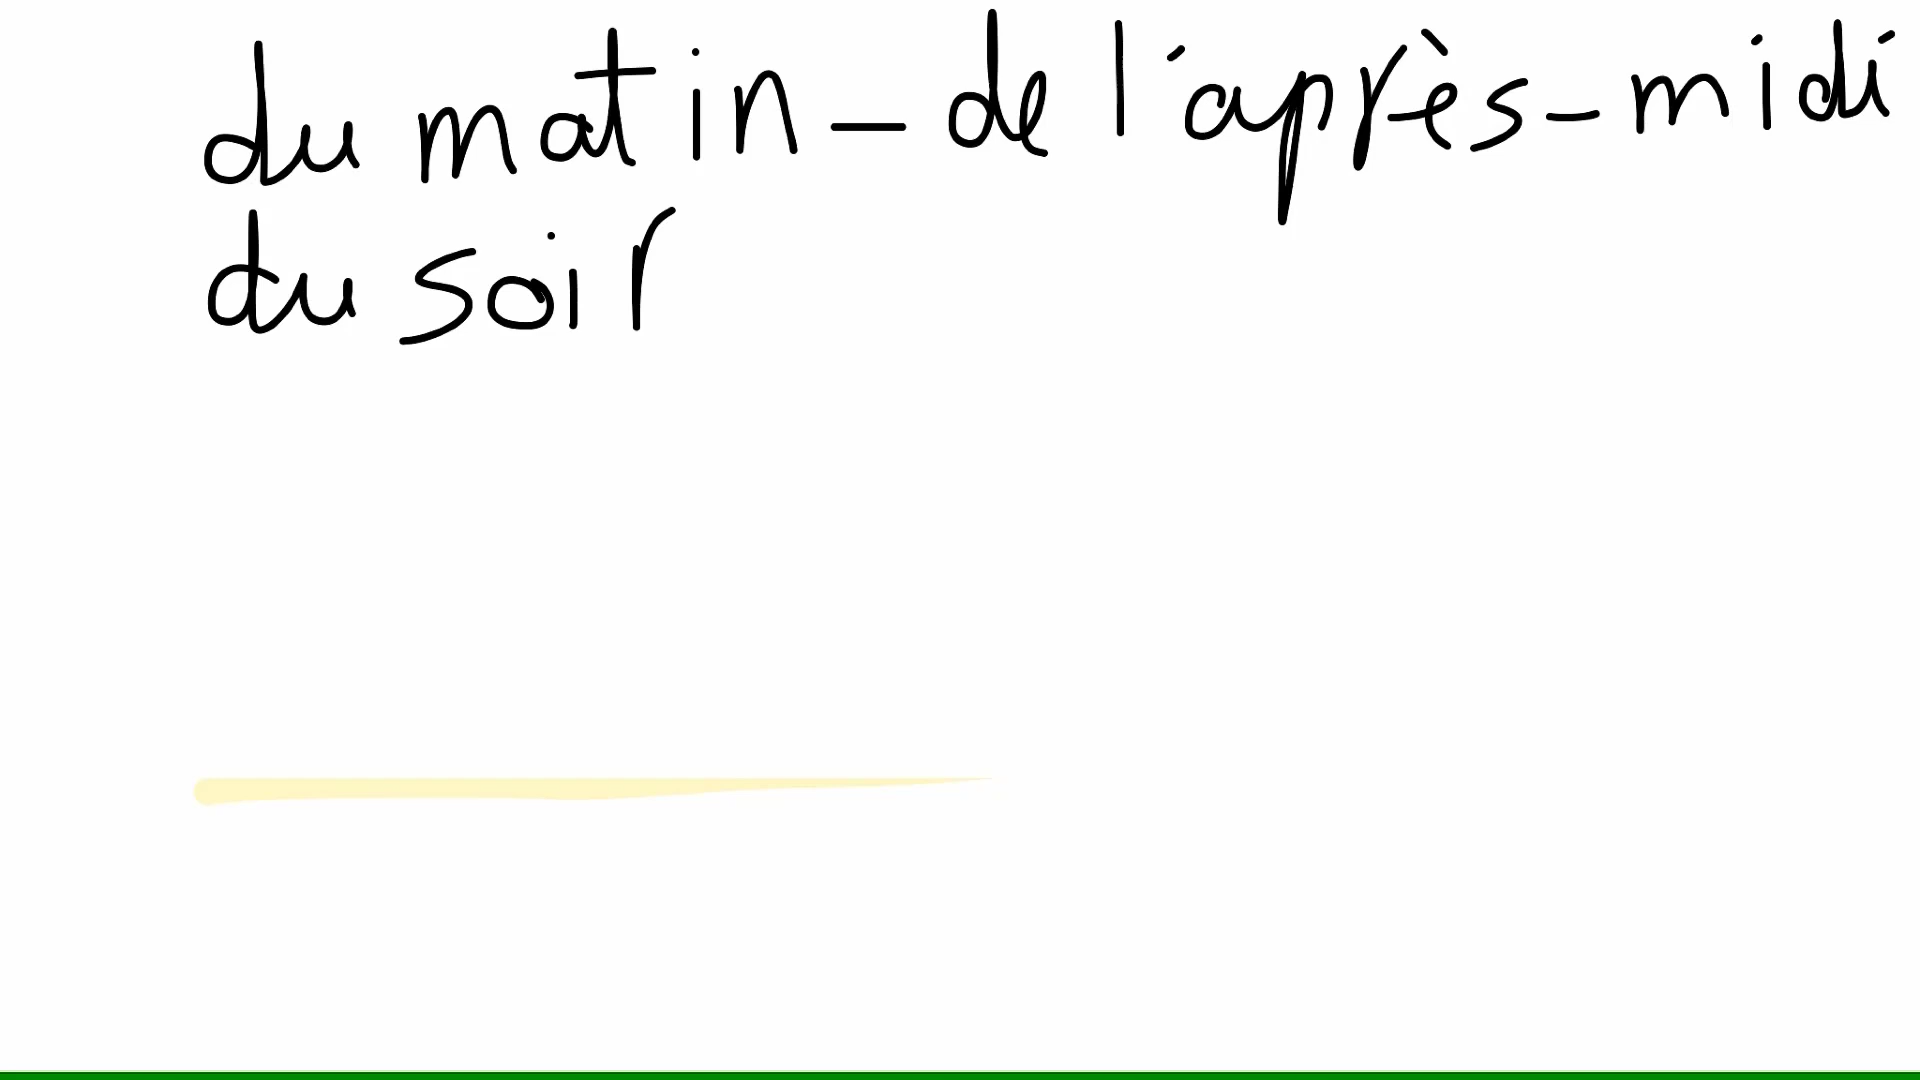 du matin - de l'après-midi
du soir